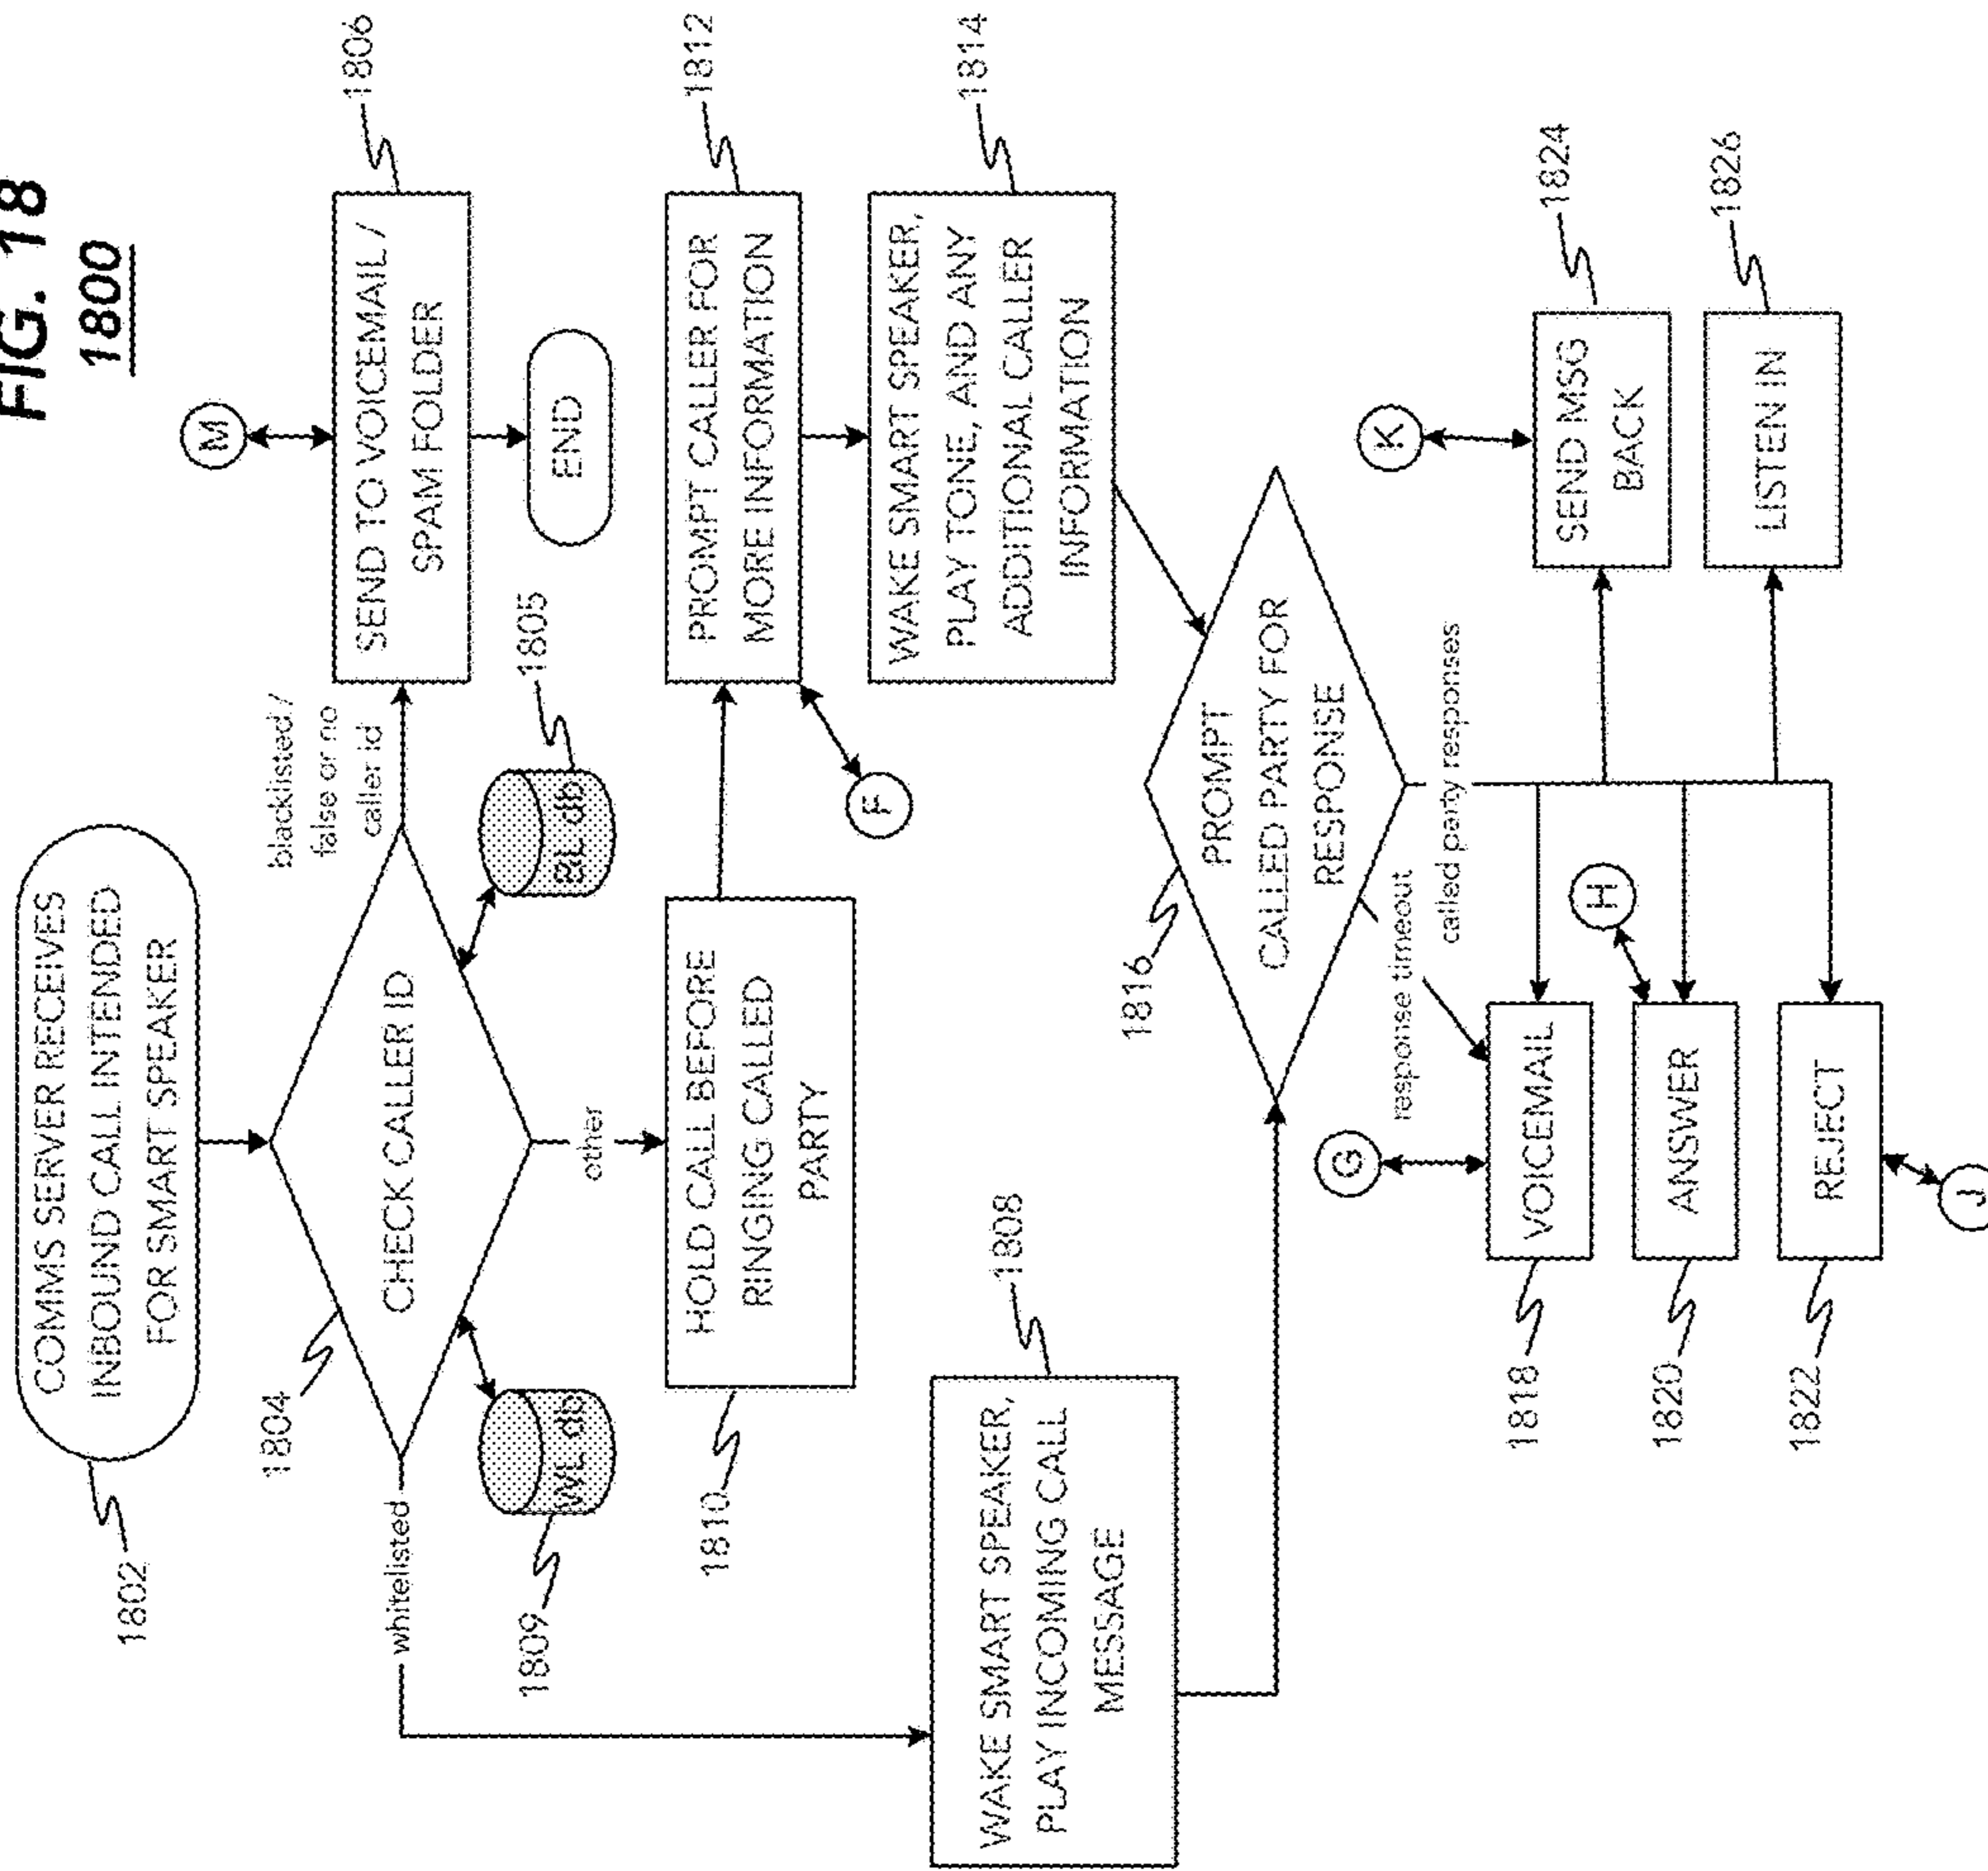 FIG. 18
1800
COMMS SERVER RECEIVES
INBOUND CALL INTENDED
FOR SMART SPEAKER
1802
1804
CHECK CALLER ID
blacklisted /
false or no
caller id
M
SEND TO VOICEMAIL /
SPAM FOLDER
1806
END
whitelisted
WL db
1809
BL db
1805
other
HOLD CALL BEFORE
RINGING CALLED
PARTY
1810
PROMPT CALLER FOR
MORE INFORMATION
1812
F
WAKE SMART SPEAKER,
PLAY TONE, AND ANY
ADDITIONAL CALLER
INFORMATION
1814
WAKE SMART SPEAKER,
PLAY INCOMING CALL
MESSAGE
1808
PROMPT
CALLED PARTY FOR
RESPONSE
1816
response timeout
called party responses
G
VOICEMAIL
1818
H
ANSWER
1820
REJECT
1822
J
K
SEND MSG
BACK
1824
LISTEN IN
1826